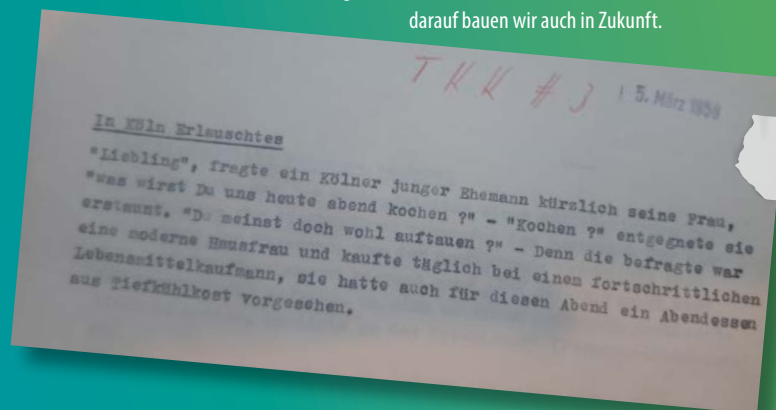 darauf bauen wir auch in Zukunft.
TKK #3
5. März 1959
In Köln Erlauschtes
"Liebling", fragte ein Kölner junger Ehemann kürzlich seine Frau,
"was wirst Du uns heute abend kochen ?" – "Kochen ?" entgegnete sie
erstaunt. "Du meinst doch wohl auftauen ?" – Denn die befragte war
eine moderne Hausfrau und kaufte täglich bei einem fortschrittlichen
Lebensmittelkaufmann, sie hatte auch für diesen Abend ein Abendessen
aus Tiefkühlkost vorgesehen.